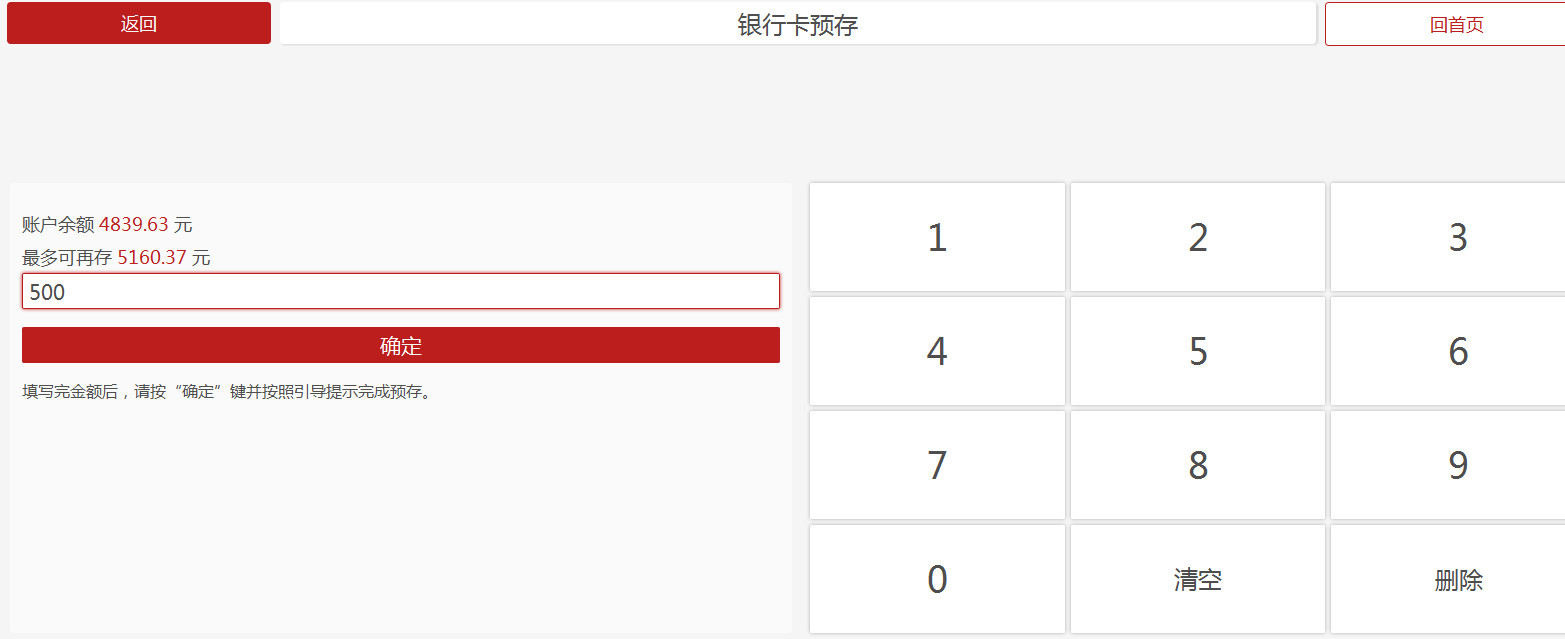 返回
银行卡预存
回首页
账户余额 4839.63 元
最多可再存 5160.37 元
500
确定
填写完金额后，请按“确定”键并按照引导提示完成预存。
1
2
3
4
5
6
7
8
9
0
清空
删除